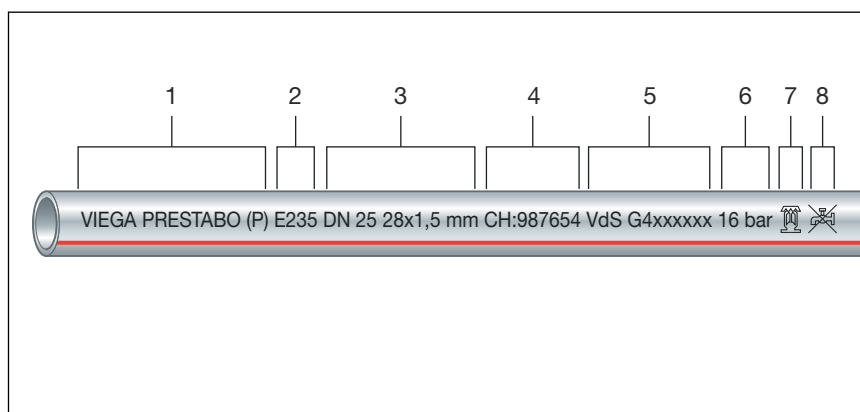 1 2 3 4 5 6 7 8
VIEGA PRESTABO (P) E235 DN 25 28x1,5 mm CH:987654 VdS G4xxxxxx 16 bar